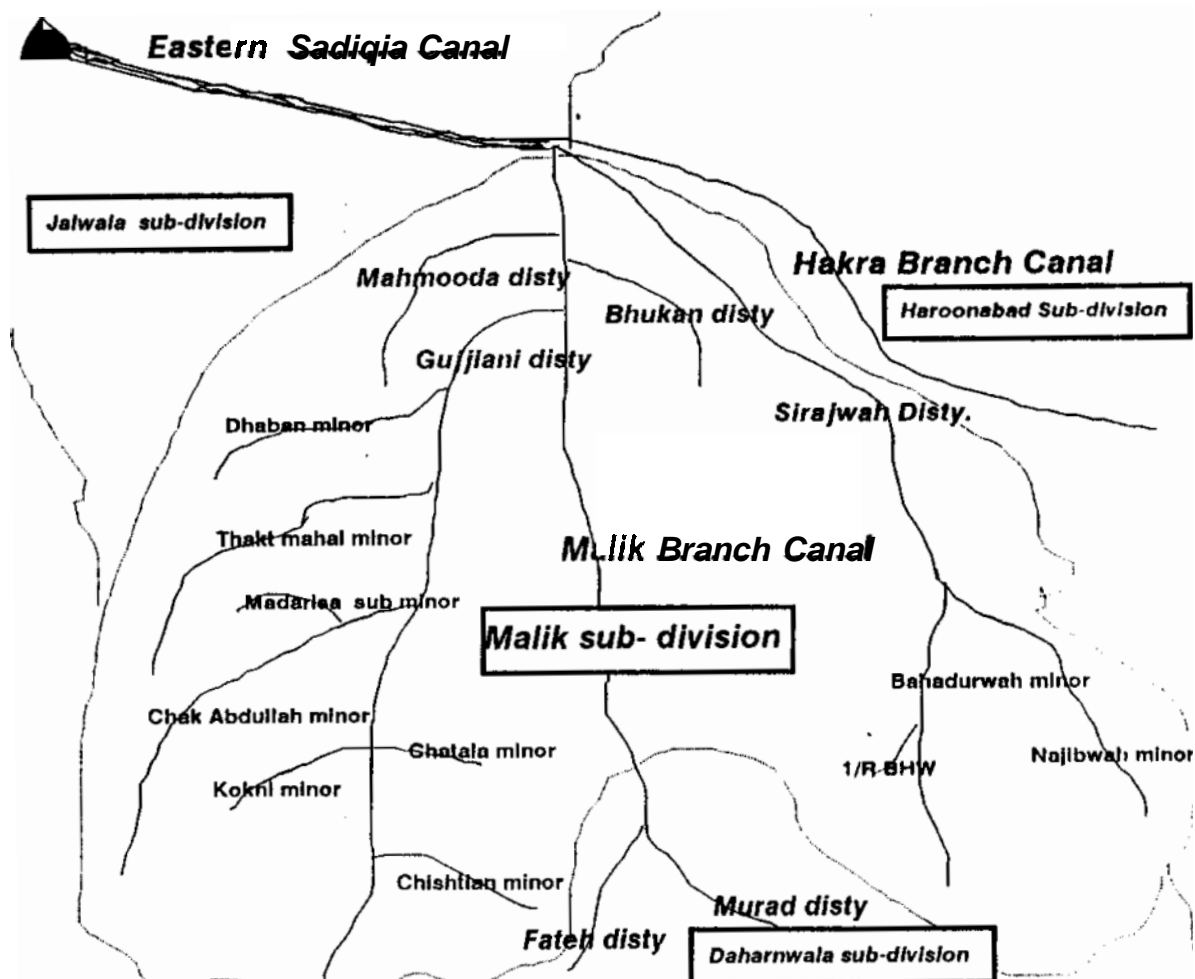 Eastern Sadiqia Canal
Jalwala sub-division
Hakra Branch Canal
Mahmooda disty
Haroonabad Sub-division
Bhukan disty
Gujjiani disty
Sirajwah Disty.
Dhaban minor
Thakt mahal minor
Malik Branch Canal
Madarisa sub minor
Malik sub- division
Bahadurwah minor
Chak Abdullah minor
Ghatala minor
Najibwah minor
1/R BHW
Kokni minor
Chishtian minor
Murad disty
Fateh disty
Daharnwala sub-division